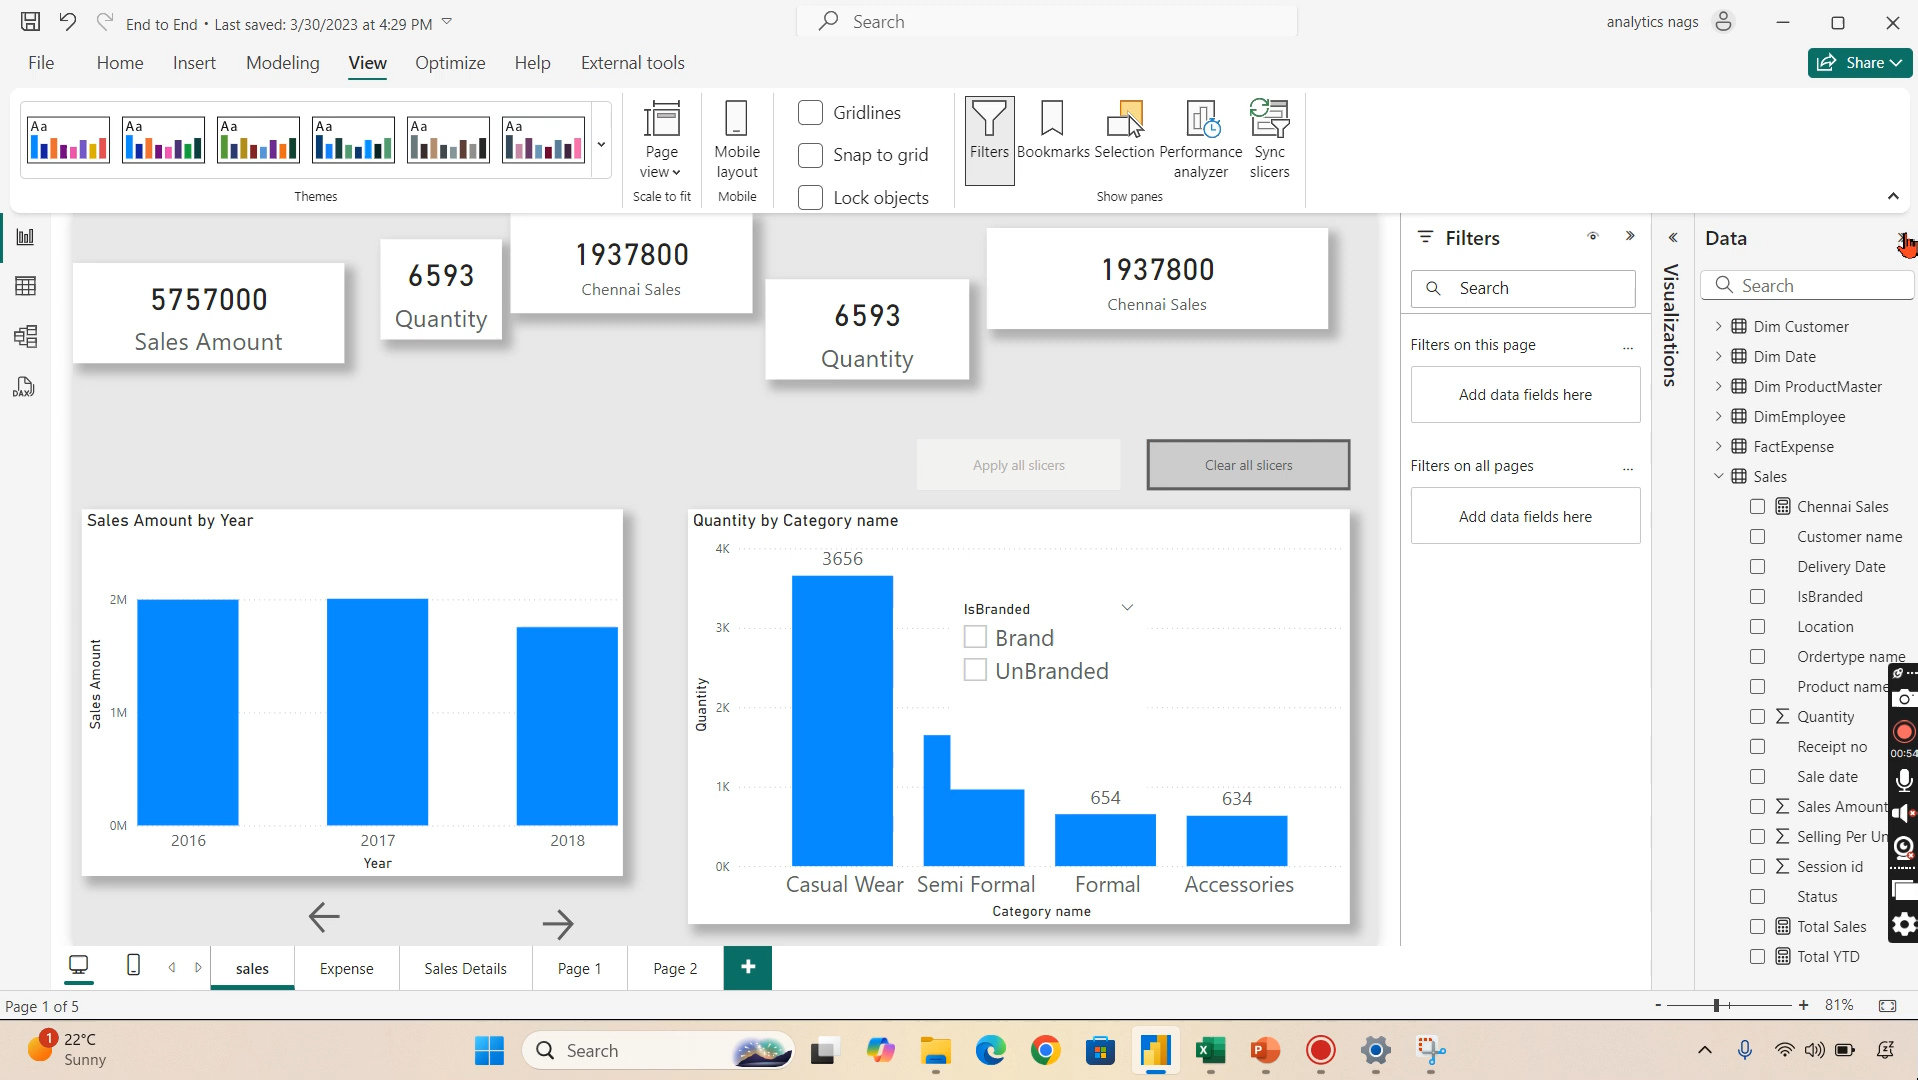 End to End • Last saved: 3/30/2023 at 4:29 PM
Search
analytics nags
File Home Insert Modeling View Optimize Help External tools
Share
Aa Aa Aa Aa Aa Aa
Themes
Page view
Scale to fit
Mobile layout
Mobile
Gridlines
Snap to grid
Lock objects
Filters
Bookmarks
Selection
Performance analyzer
Sync slicers
Show panes
5757000
Sales Amount
6593
Quantity
1937800
Chennai Sales
6593
Quantity
1937800
Chennai Sales
Apply all slicers
Clear all slicers
Sales Amount by Year
2M
1M
0M
Sales Amount
2016 2017 2018
Year
Quantity by Category name
4K
3K
2K
1K
0K
Quantity
3656
654
634
IsBranded
Brand
UnBranded
Casual Wear Semi Formal Formal Accessories
Category name
Filters
Search
Filters on this page ...
Add data fields here
Filters on all pages ...
Add data fields here
Visualizations
Data
Search
Dim Customer
Dim Date
Dim ProductMaster
DimEmployee
FactExpense
Sales
Chennai Sales
Customer name
Delivery Date
IsBranded
Location
Ordertype name
Product name
Σ Quantity
Receipt no
Sale date
Σ Sales Amount
Σ Selling Per Un
Σ Session id
Status
Total Sales
Total YTD
00:54
DAX
sales Expense Sales Details Page 1 Page 2 +
Page 1 of 5
- + 81%
1
22°C
Sunny
Search